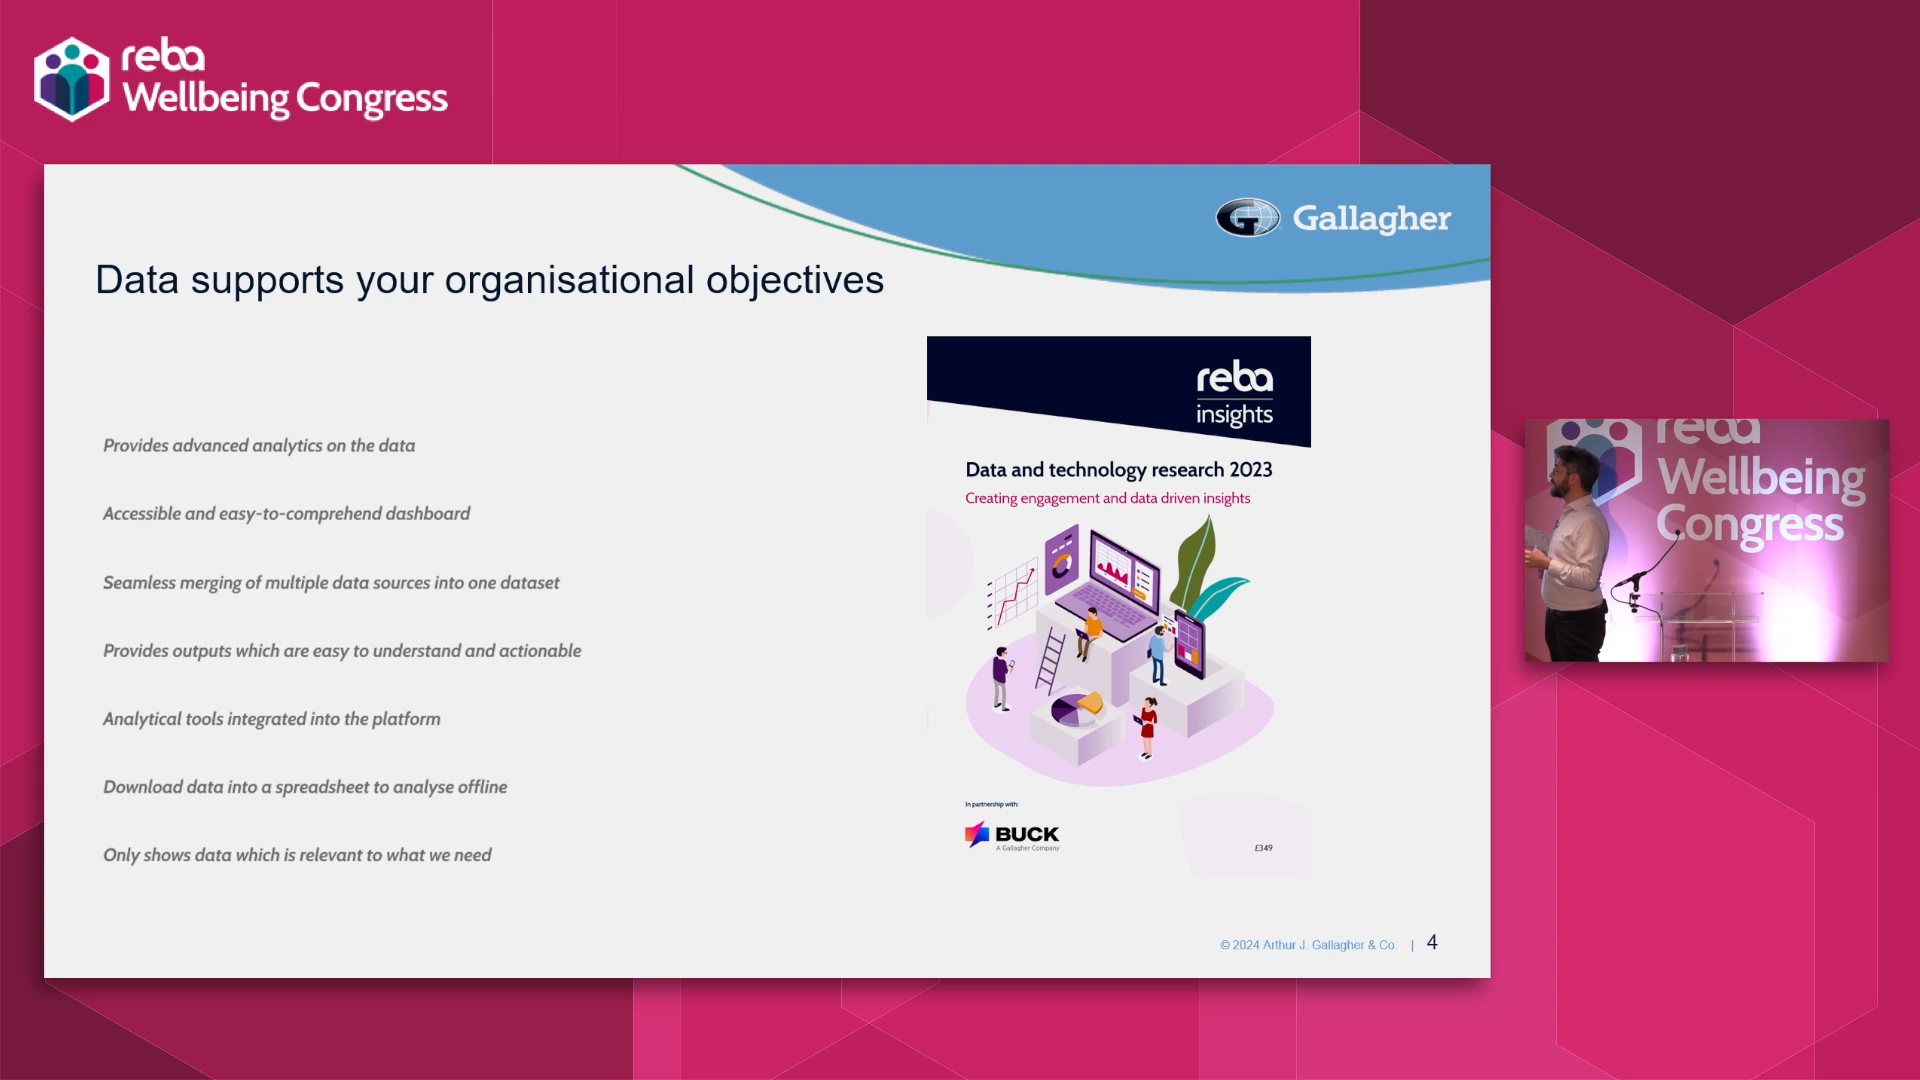 reba
Wellbeing Congress
Gallagher
Data supports your organisational objectives
Provides advanced analytics on the data
Accessible and easy-to-comprehend dashboard
Seamless merging of multiple data sources into one dataset
Provides outputs which are easy to understand and actionable
Analytical tools integrated into the platform
Download data into a spreadsheet to analyse offline
Only shows data which is relevant to what we need
reba
insights
Data and technology research 2023
Creating engagement and data driven insights
In partnership with:
BUCK
A Gallagher Company
£349
© 2024 Arthur J. Gallagher & Co. | 4
reba
Wellbeing
Congress